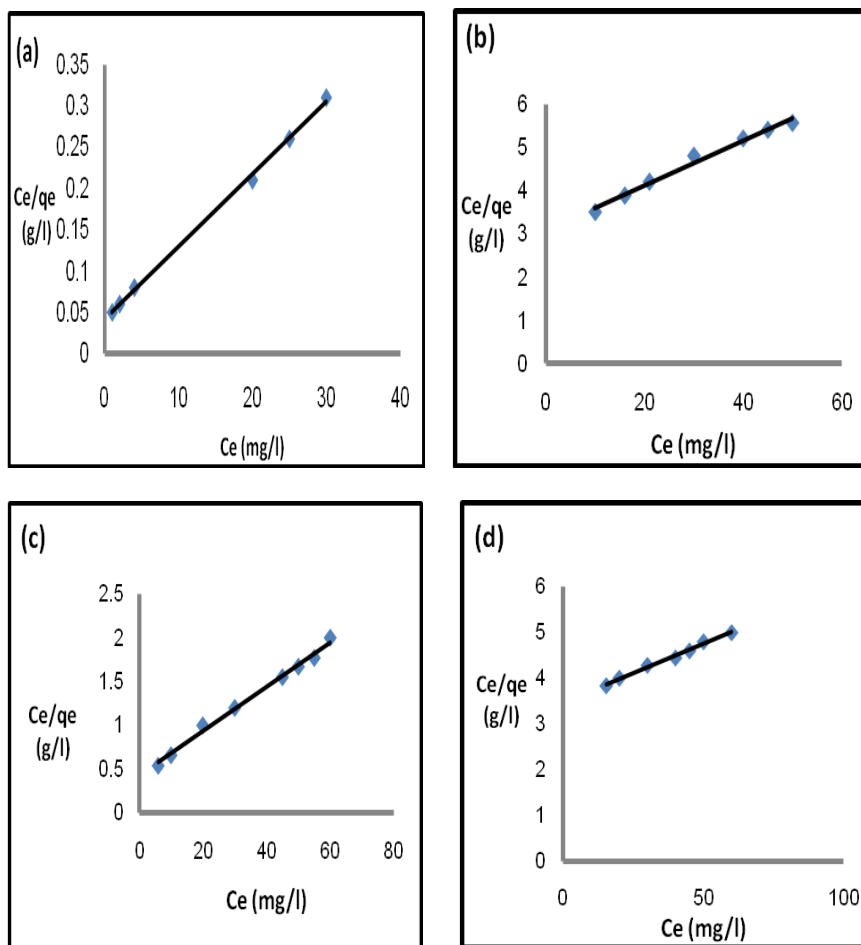 (a)
0.35
0.3
0.25
0.2
0.15
0.1
0.05
0
Ce/qe
(g/l)
0 10 20 30 40
Ce (mg/l)
(b)
6
5
4
3
2
1
0
Ce/qe
(g/l)
0 20 40 60
Ce (mg/l)
(c)
2.5
2
1.5
1
0.5
0
Ce/qe
(g/l)
0 20 40 60 80
Ce (mg/l)
(d)
6
5
4
3
2
1
0
Ce/qe
(g/l)
0 50 100
Ce (mg/l)